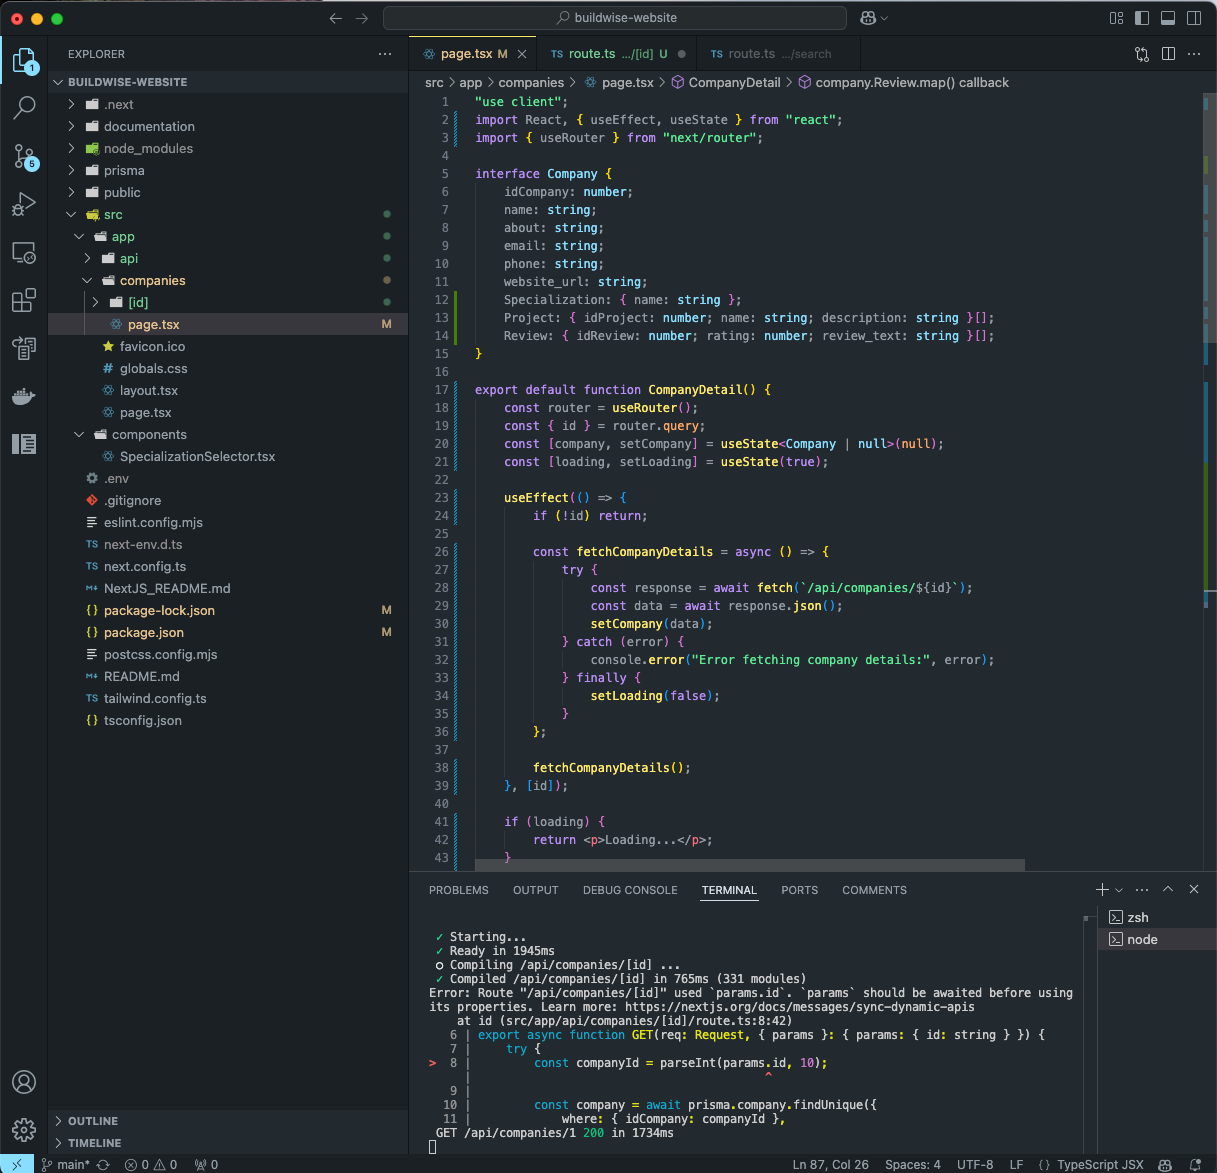 buildwise-website
EXPLORER
BUILDWISE-WEBSITE
.next
documentation
node_modules
prisma
public
src
app
api
companies
[id]
page.tsx M
favicon.ico
globals.css
layout.tsx
page.tsx
components
SpecializationSelector.tsx
.env
.gitignore
eslint.config.mjs
TS next-env.d.ts
TS next.config.ts
NextJS_README.md
{} package-lock.json M
{} package.json M
postcss.config.mjs
README.md
TS tailwind.config.ts
{} tsconfig.json
OUTLINE
TIMELINE
1
5
page.tsx M
TS route.ts .../[id] U
TS route.ts .../search
src > app > companies > page.tsx > CompanyDetail > company.Review.map() callback
1 "use client";
2 import React, { useEffect, useState } from "react";
3 import { useRouter } from "next/router";
4
5 interface Company {
6 idCompany: number;
7 name: string;
8 about: string;
9 email: string;
10 phone: string;
11 website_url: string;
12 Specialization: { name: string };
13 Project: { idProject: number; name: string; description: string }[];
14 Review: { idReview: number; rating: number; review_text: string }[];
15 }
16
17 export default function CompanyDetail() {
18 const router = useRouter();
19 const { id } = router.query;
20 const [company, setCompany] = useState<Company | null>(null);
21 const [loading, setLoading] = useState(true);
22
23 useEffect(() => {
24 if (!id) return;
25
26 const fetchCompanyDetails = async () => {
27 try {
28 const response = await fetch(`/api/companies/${id}`);
29 const data = await response.json();
30 setCompany(data);
31 } catch (error) {
32 console.error("Error fetching company details:", error);
33 } finally {
34 setLoading(false);
35 }
36 };
37
38 fetchCompanyDetails();
39 }, [id]);
40
41 if (loading) {
42 return <p>Loading...</p>;
43 }
PROBLEMS OUTPUT DEBUG CONSOLE TERMINAL PORTS COMMENTS
zsh
node
✓ Starting...
✓ Ready in 1945ms
○ Compiling /api/companies/[id] ...
✓ Compiled /api/companies/[id] in 765ms (331 modules)
Error: Route "/api/companies/[id]" used `params.id`. `params` should be awaited before using
its properties. Learn more: https://nextjs.org/docs/messages/sync-dynamic-apis
at id (src/app/api/companies/[id]/route.ts:8:42)
6 | export async function GET(req: Request, { params }: { params: { id: string } }) {
7 | try {
> 8 | const companyId = parseInt(params.id, 10);
| ^
9 |
10 | const company = await prisma.company.findUnique({
11 | where: { idCompany: companyId },
GET /api/companies/1 200 in 1734ms
main* 0 0 0 Ln 87, Col 26 Spaces: 4 UTF-8 LF {} TypeScript JSX